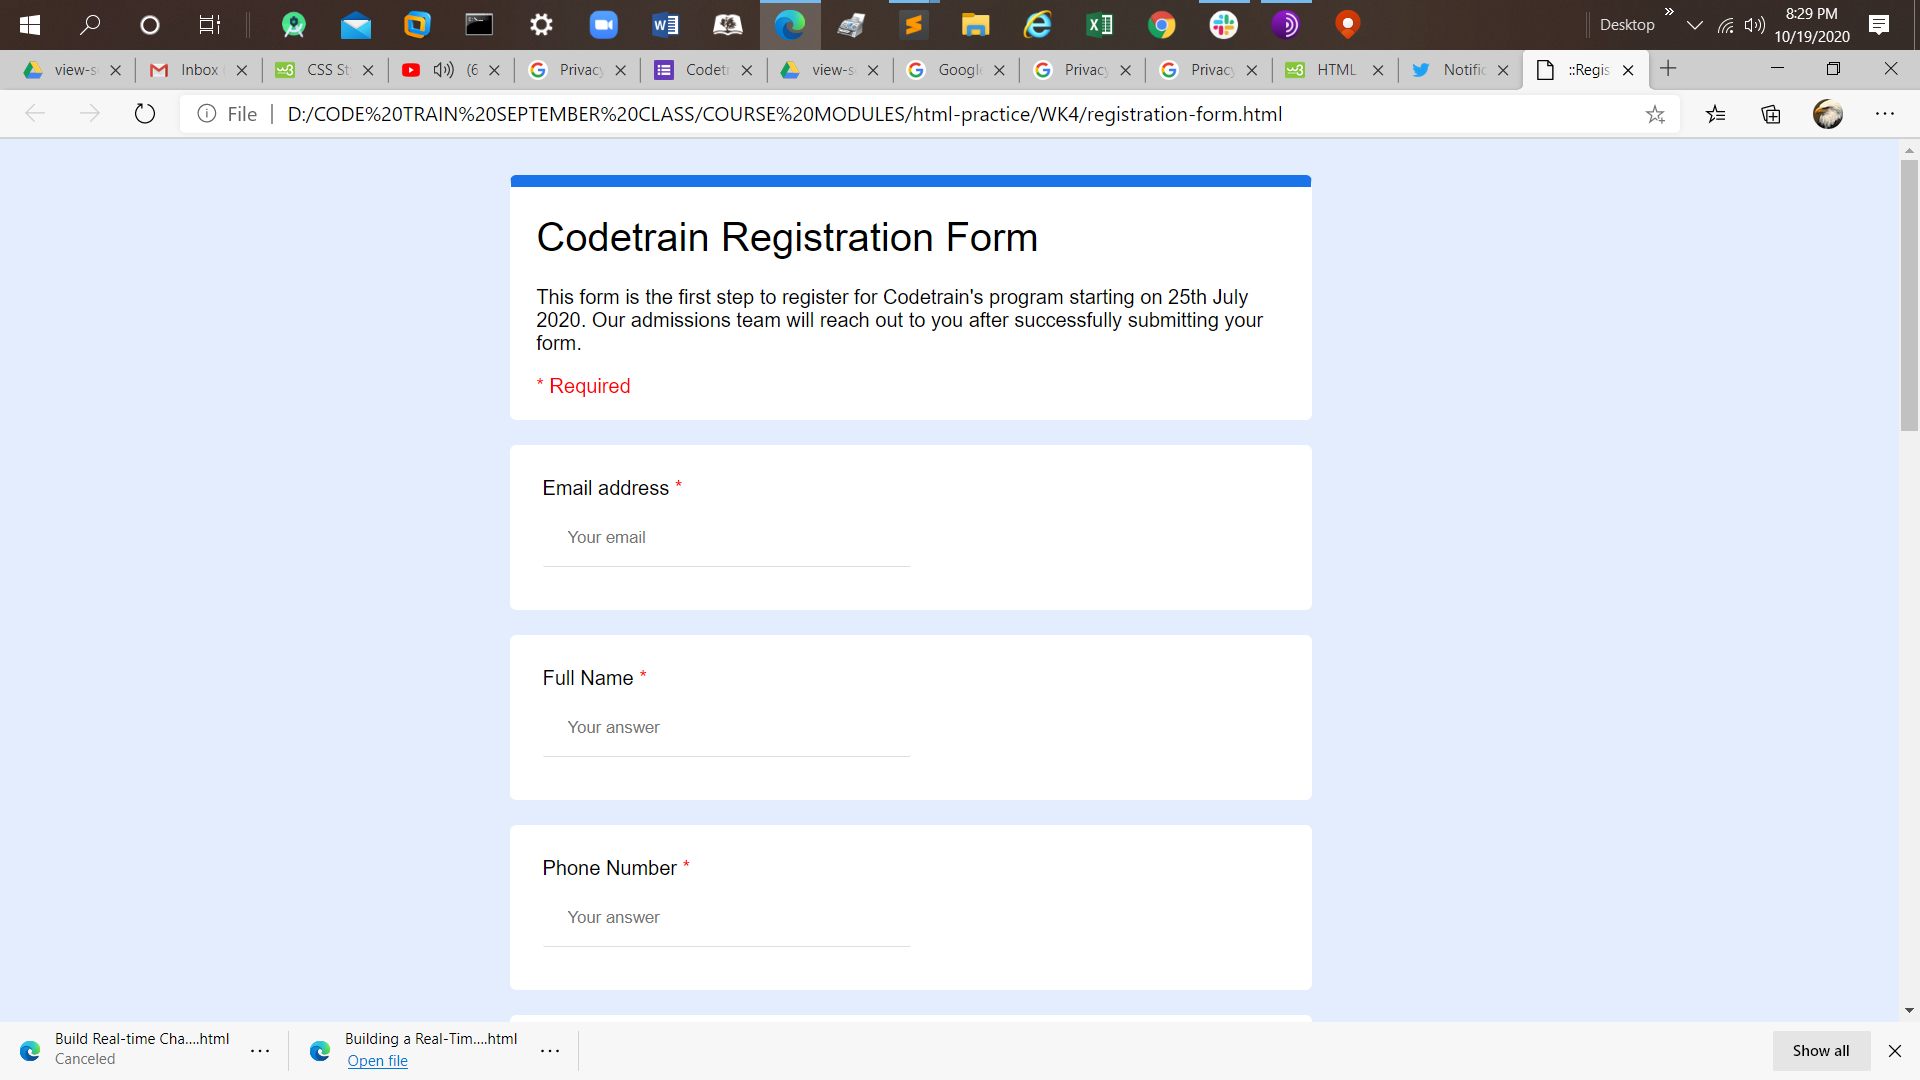 Desktop
8:29 PM
10/19/2020
view-s
Inbox
CSS St
(6
Privacy
Codetr
view-s
Google
Privacy
Privacy
HTML
Notific
::Regis
File
D:/CODE%20TRAIN%20SEPTEMBER%20CLASS/COURSE%20MODULES/html-practice/WK4/registration-form.html
Codetrain Registration Form
This form is the first step to register for Codetrain's program starting on 25th July
2020. Our admissions team will reach out to you after successfully submitting your
form.
* Required
Email address *
Your email
Full Name *
Your answer
Phone Number *
Your answer
Build Real-time Cha....html
Canceled
Building a Real-Tim....html
Open file
Show all